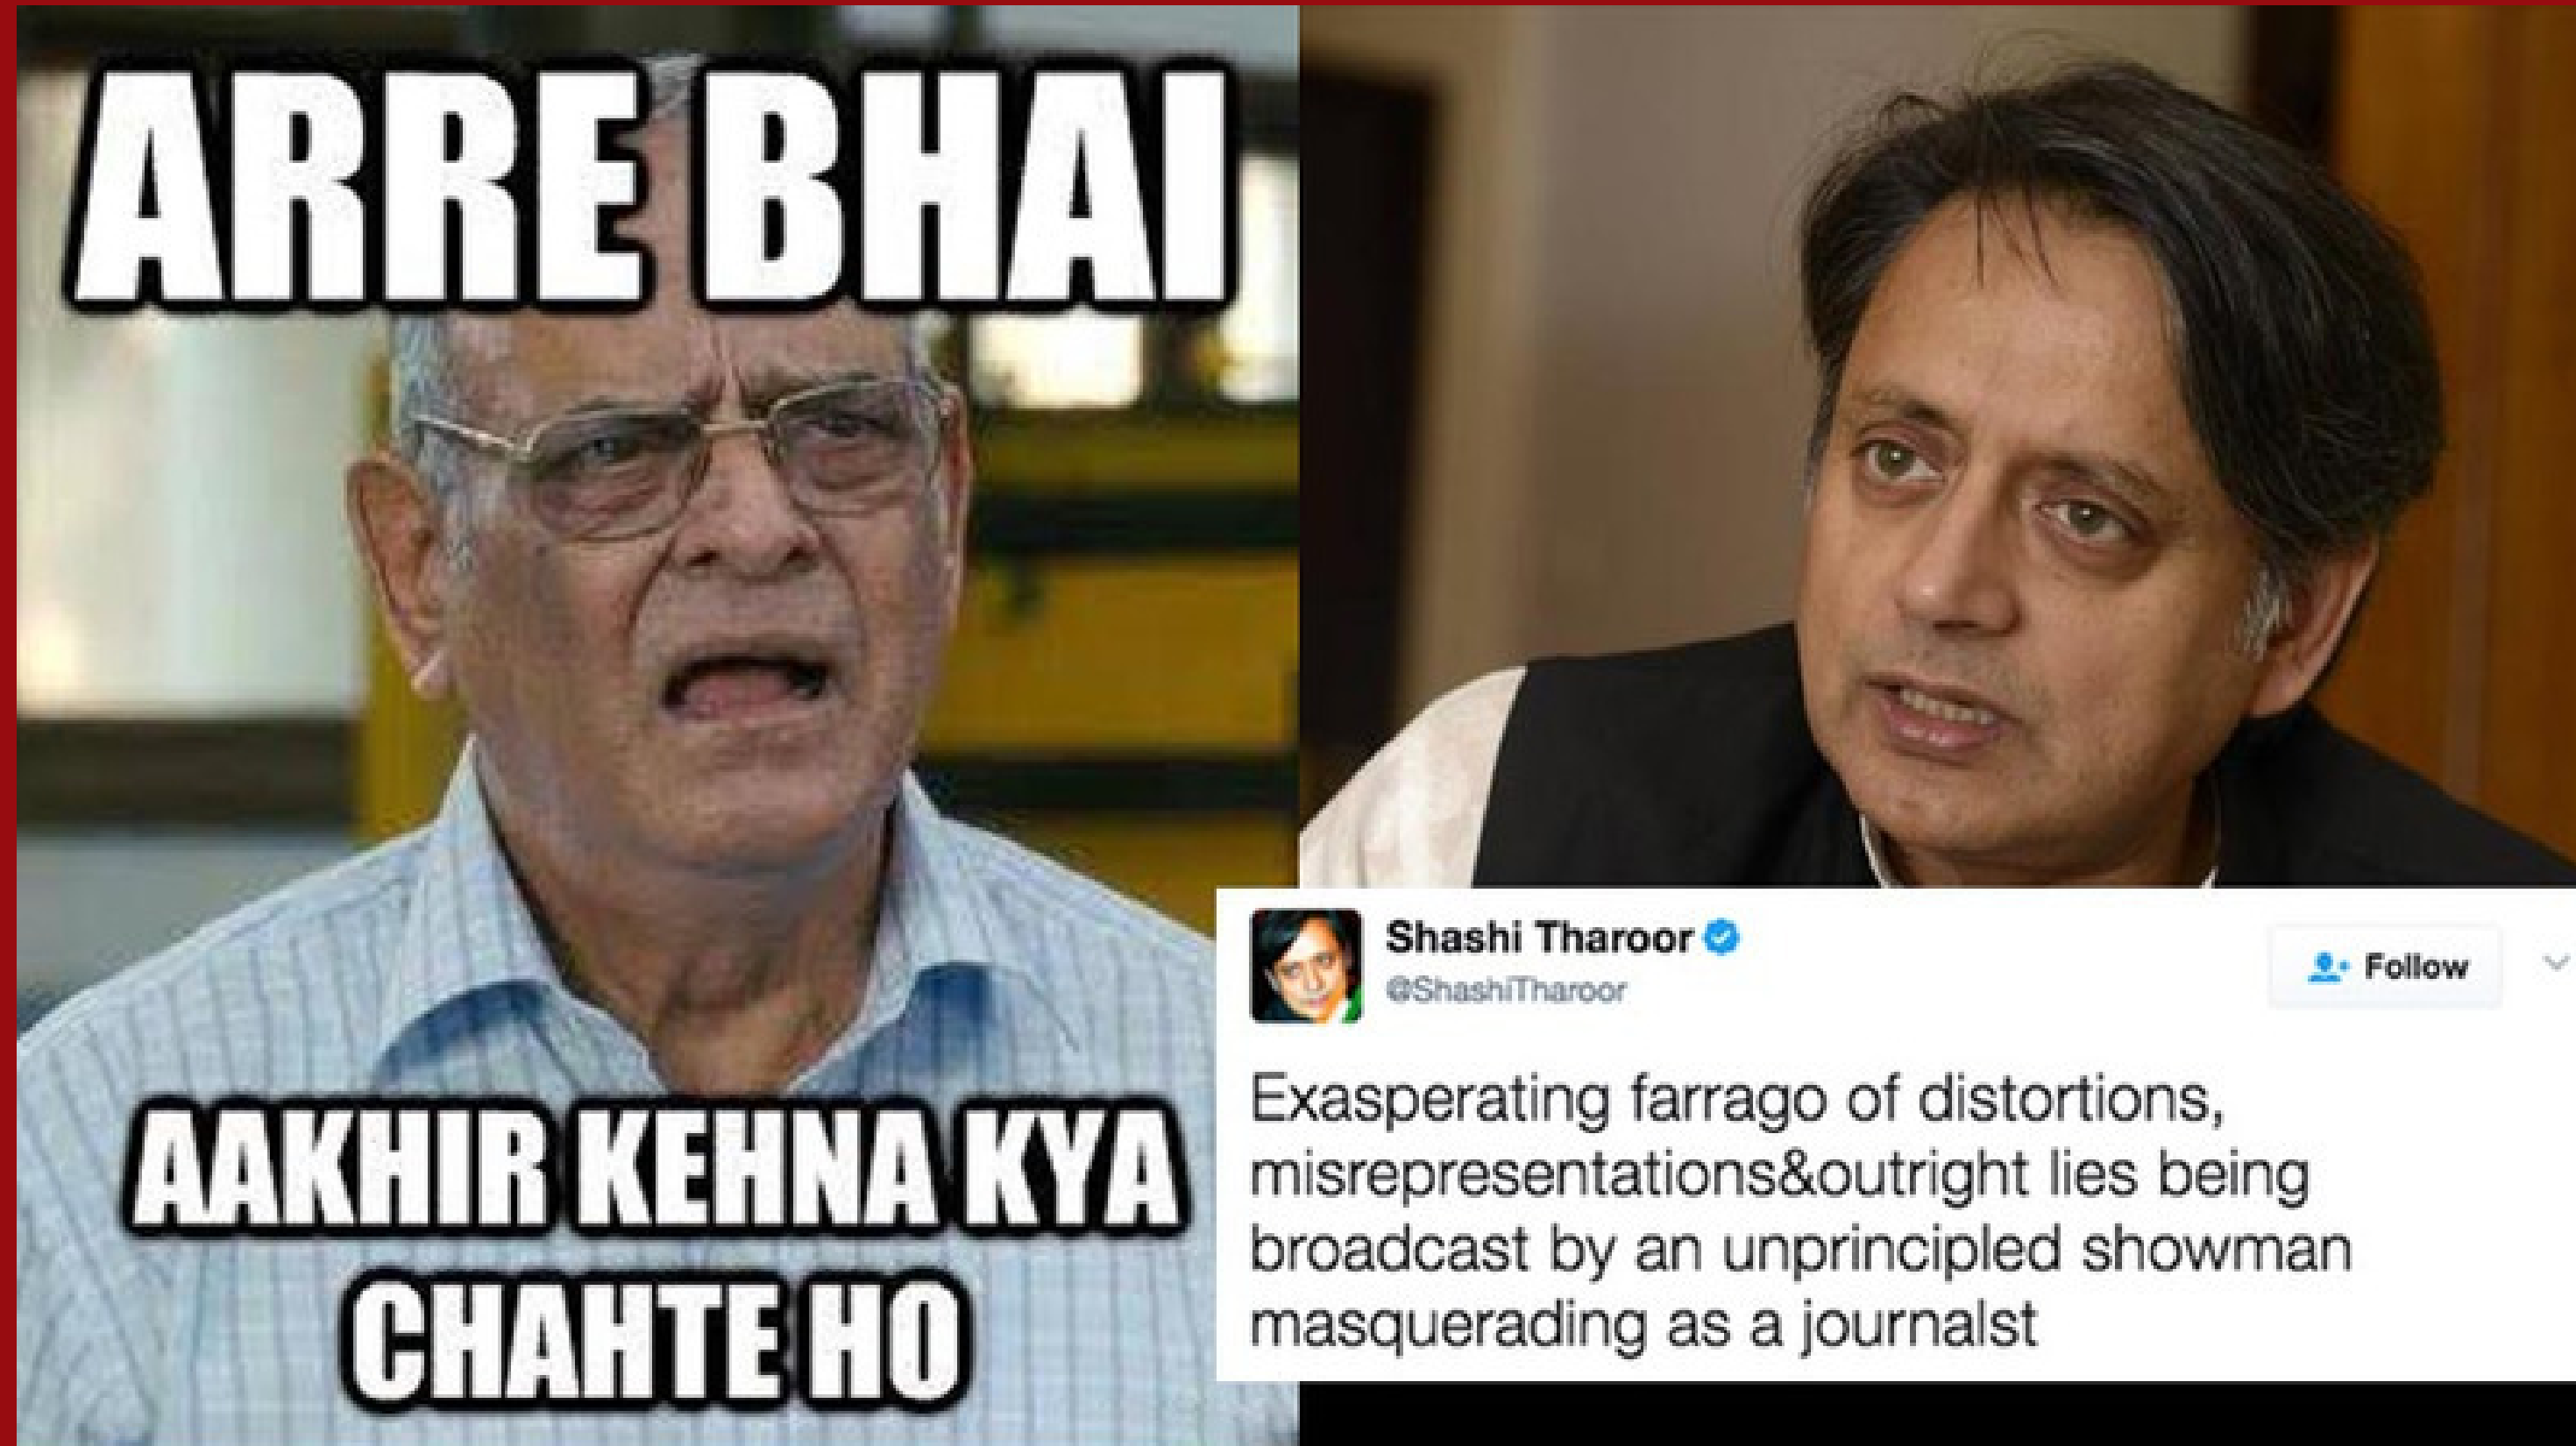 ARRE BHAI
AAKHIR KEHNA KYA
CHAHTE HO
Shashi Tharoor
@ShashiTharoor
Follow
Exasperating farrago of distortions,
misrepresentations&outright lies being
broadcast by an unprincipled showman
masquerading as a journalst